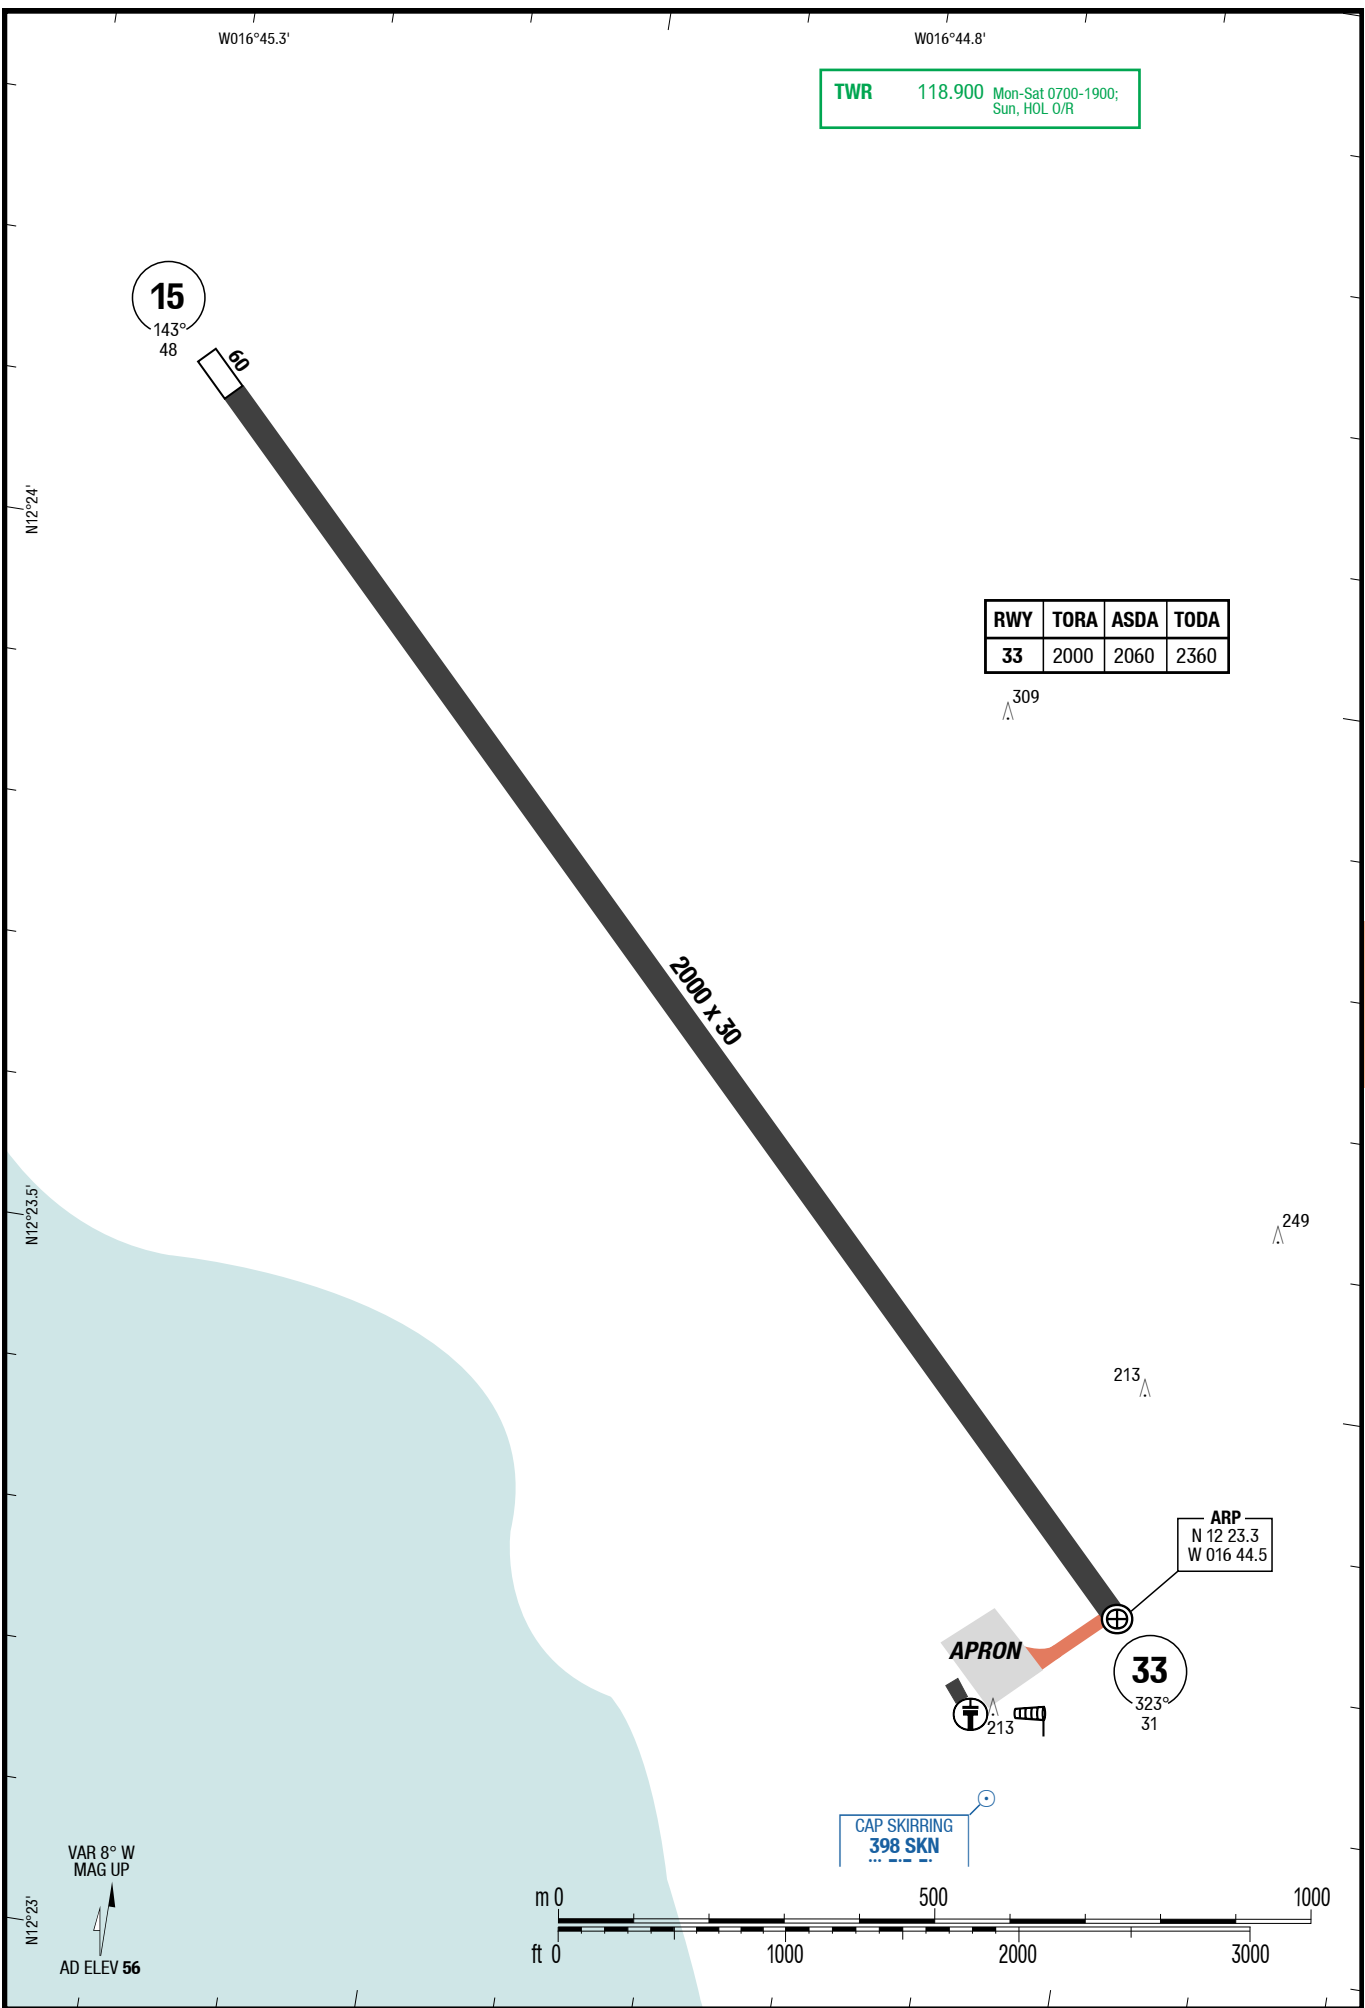 W016°45.3'
W016°44.8'
TWR 118.900 Mon-Sat 0700-1900;
Sun, HOL O/R
15
143°
48
60
N12°24'
RWY TORA ASDA TODA
33 2000 2060 2360
309
2000 x 30
N12°23.5'
249
213
ARP
N 12 23.3
W 016 44.5
APRON
33
323°
31
213
CAP SKIRRING
398 SKN
VAR 8° W
MAG UP
AD ELEV 56
N12°23'
m 0 500 1000
ft 0 1000 2000 3000